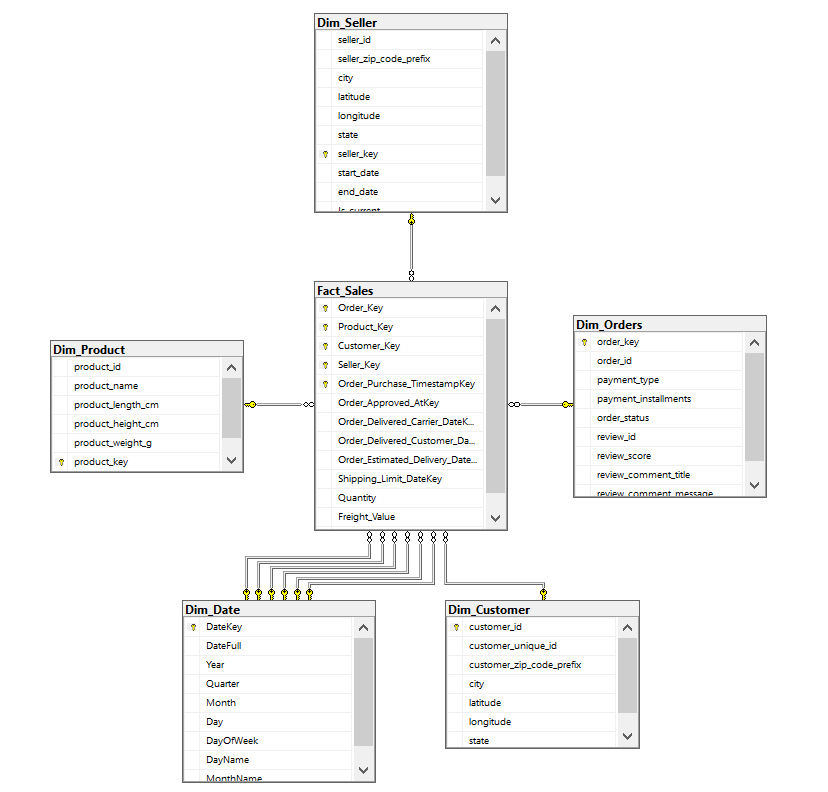 Dim_Seller
seller_id
seller_zip_code_prefix
city
latitude
longitude
state
seller_key
start_date
end_date
Is_current
Fact_Sales
Order_Key
Product_Key
Customer_Key
Seller_Key
Order_Purchase_TimestampKey
Order_Approved_AtKey
Order_Delivered_Carrier_DateK...
Order_Delivered_Customer_Da...
Order_Estimated_Delivery_Date...
Shipping_Limit_DateKey
Quantity
Freight_Value
Dim_Orders
order_key
order_id
payment_type
payment_installments
order_status
review_id
review_score
review_comment_title
review_comment_message
Dim_Product
product_id
product_name
product_length_cm
product_height_cm
product_weight_g
product_key
Dim_Date
DateKey
DateFull
Year
Quarter
Month
Day
DayOfWeek
DayName
MonthName
Dim_Customer
customer_id
customer_unique_id
customer_zip_code_prefix
city
latitude
longitude
state